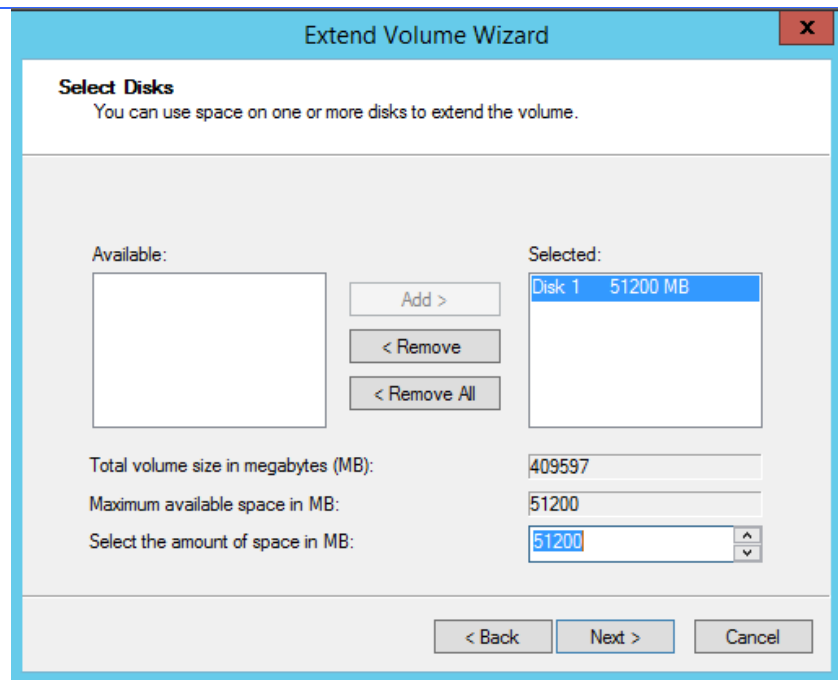 Extend Volume Wizard
x
Select Disks
You can use space on one or more disks to extend the volume.
Available:
Selected:
Disk 1 51200 MB
Add >
< Remove
< Remove All
Total volume size in megabytes (MB): 409597
Maximum available space in MB: 51200
Select the amount of space in MB: 51200
< Back Next > Cancel